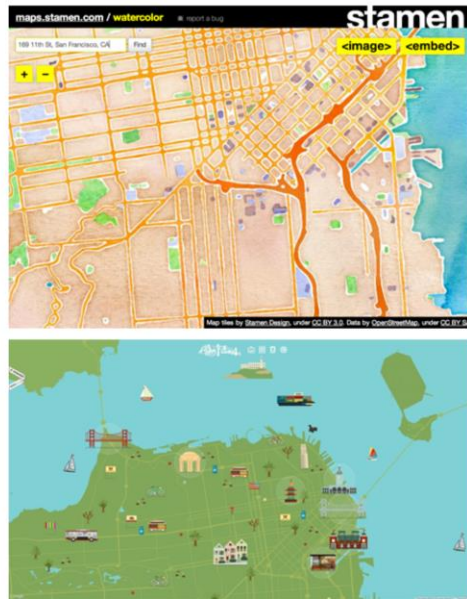 maps.stamen.com / watercolor
report a bug
stamen
189 11th St, San Francisco, CA
Find
<image>
<embed>
+
−
Map tiles by Stamen Design, under CC BY 3.0. Data by OpenStreetMap, under CC BY SA